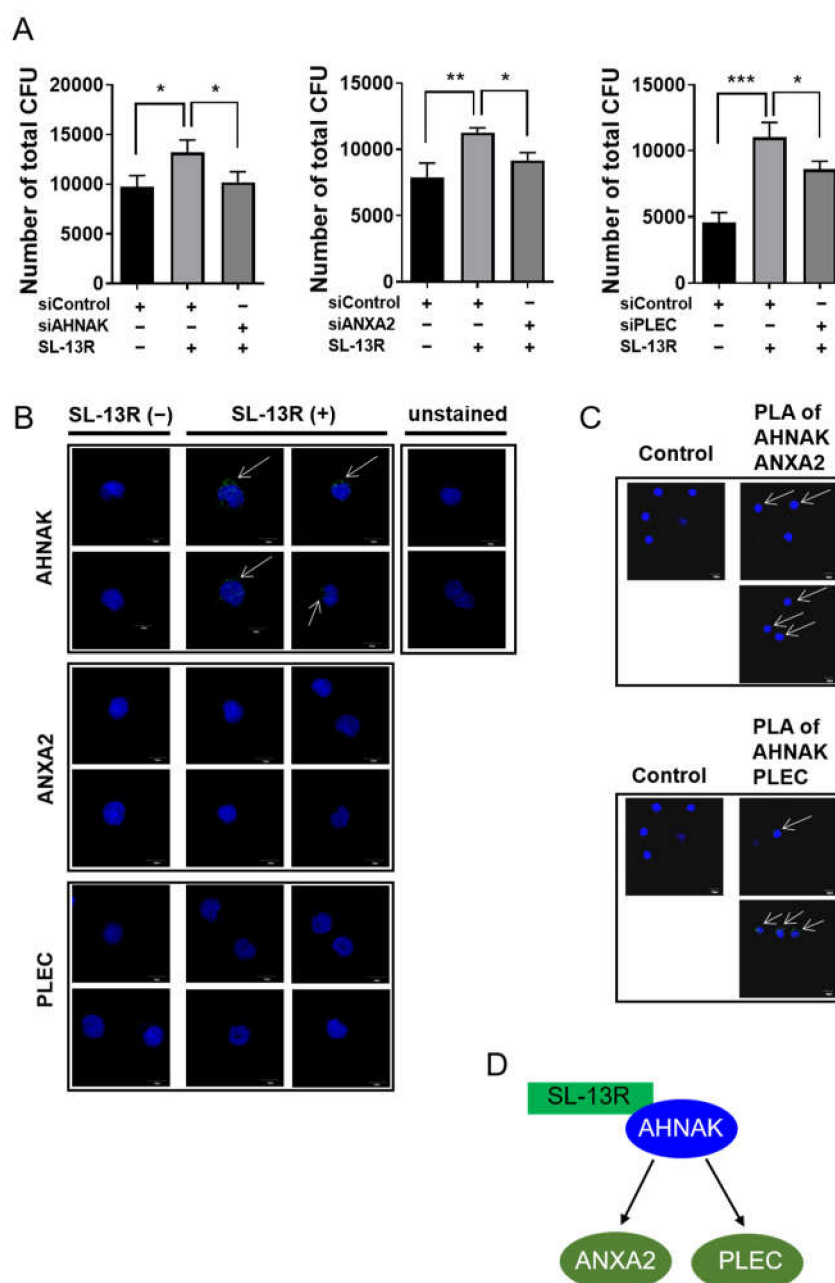 A
Number of total CFU
20000
15000
10000
5000
0
* *
siControl + + −
siAHNAK − − +
SL-13R − + +
Number of total CFU
15000
10000
5000
0
** *
siControl + + −
siANXA2 − − +
SL-13R − + +
Number of total CFU
15000
10000
5000
0
*** *
siControl + + −
siPLEC − − +
SL-13R − + +
B
SL-13R (−) SL-13R (+) unstained
AHNAK
ANXA2
PLEC
C
Control
PLA of
AHNAK
ANXA2
Control
PLA of
AHNAK
PLEC
D
SL-13R
AHNAK
ANXA2 PLEC